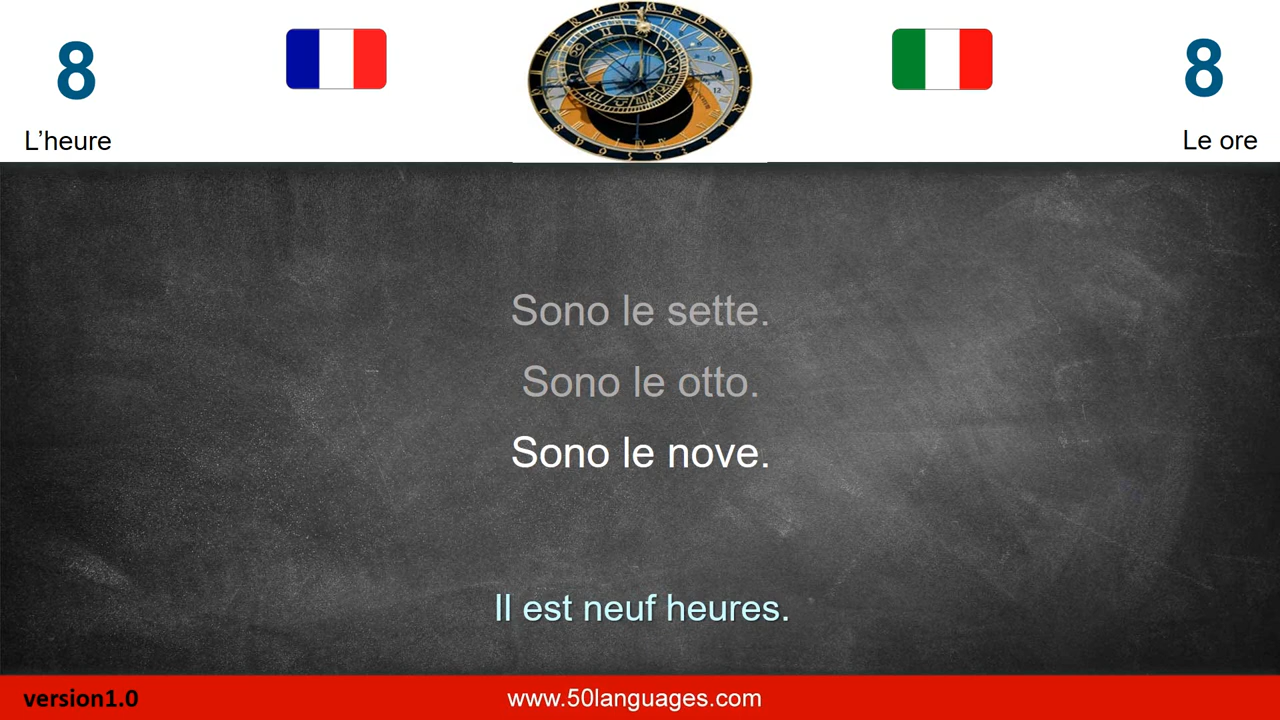 8
8
L’heure
Le ore
Sono le sette.
Sono le otto.
Sono le nove.
Il est neuf heures.
version1.0
www.50languages.com